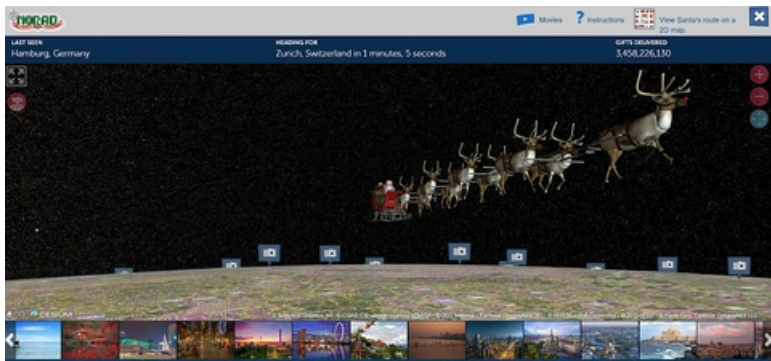 NORAD
Movies
Instructions
View Santa's route on a
2D map.
LAST SEEN
Hamburg, Germany
HEADING FOR
Zurich, Switzerland in 1 minutes, 5 seconds
GIFTS DELIVERED
3,458,226,130
CESIUM